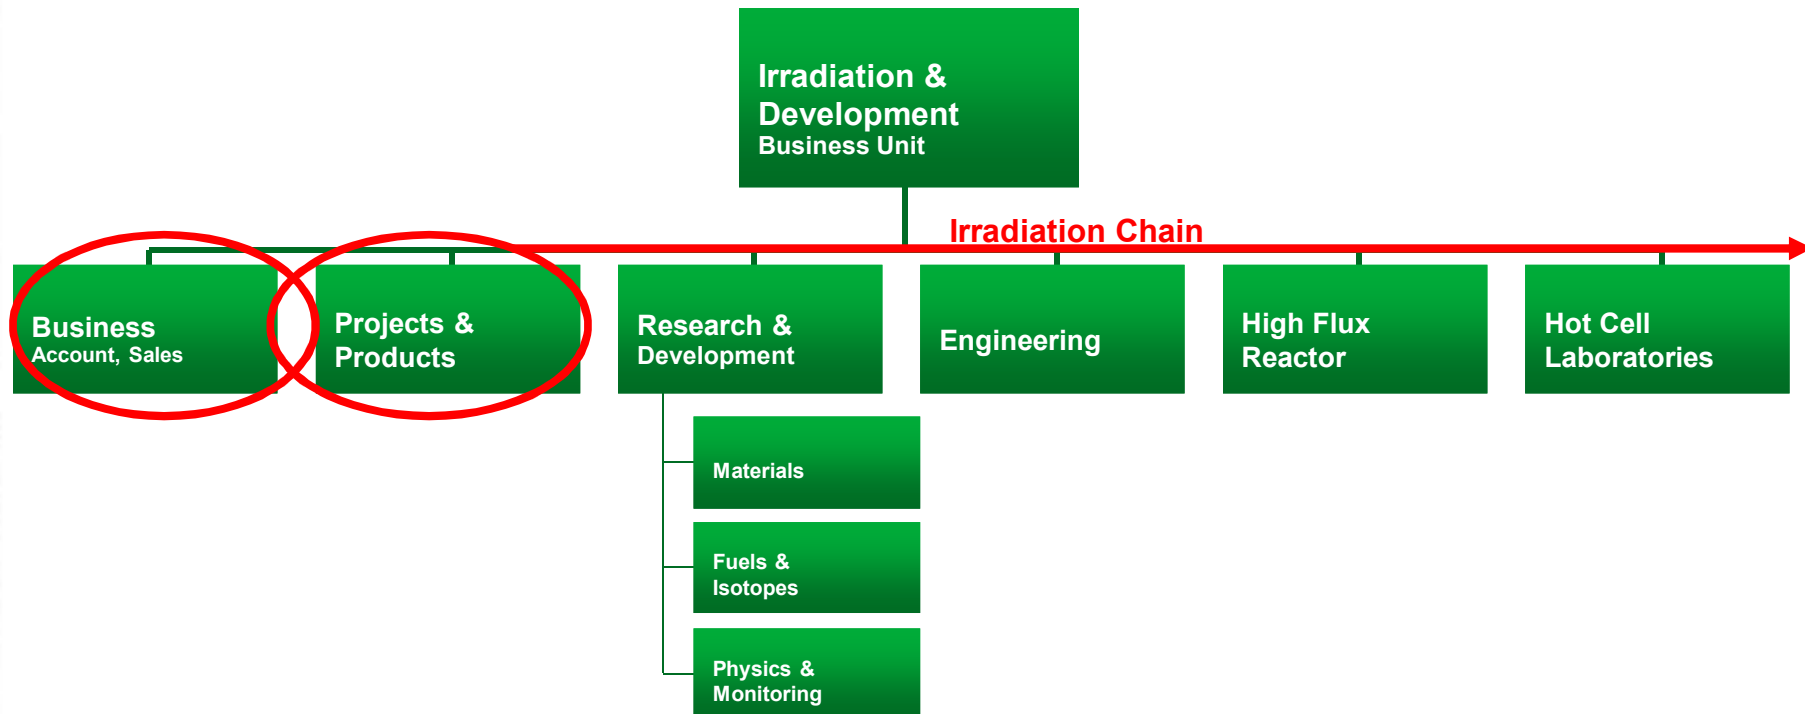 Irradiation &
Development
Business Unit
Irradiation Chain
Business
Account, Sales
Projects &
Products
Research &
Development
Engineering
High Flux
Reactor
Hot Cell
Laboratories
Materials
Fuels &
Isotopes
Physics &
Monitoring